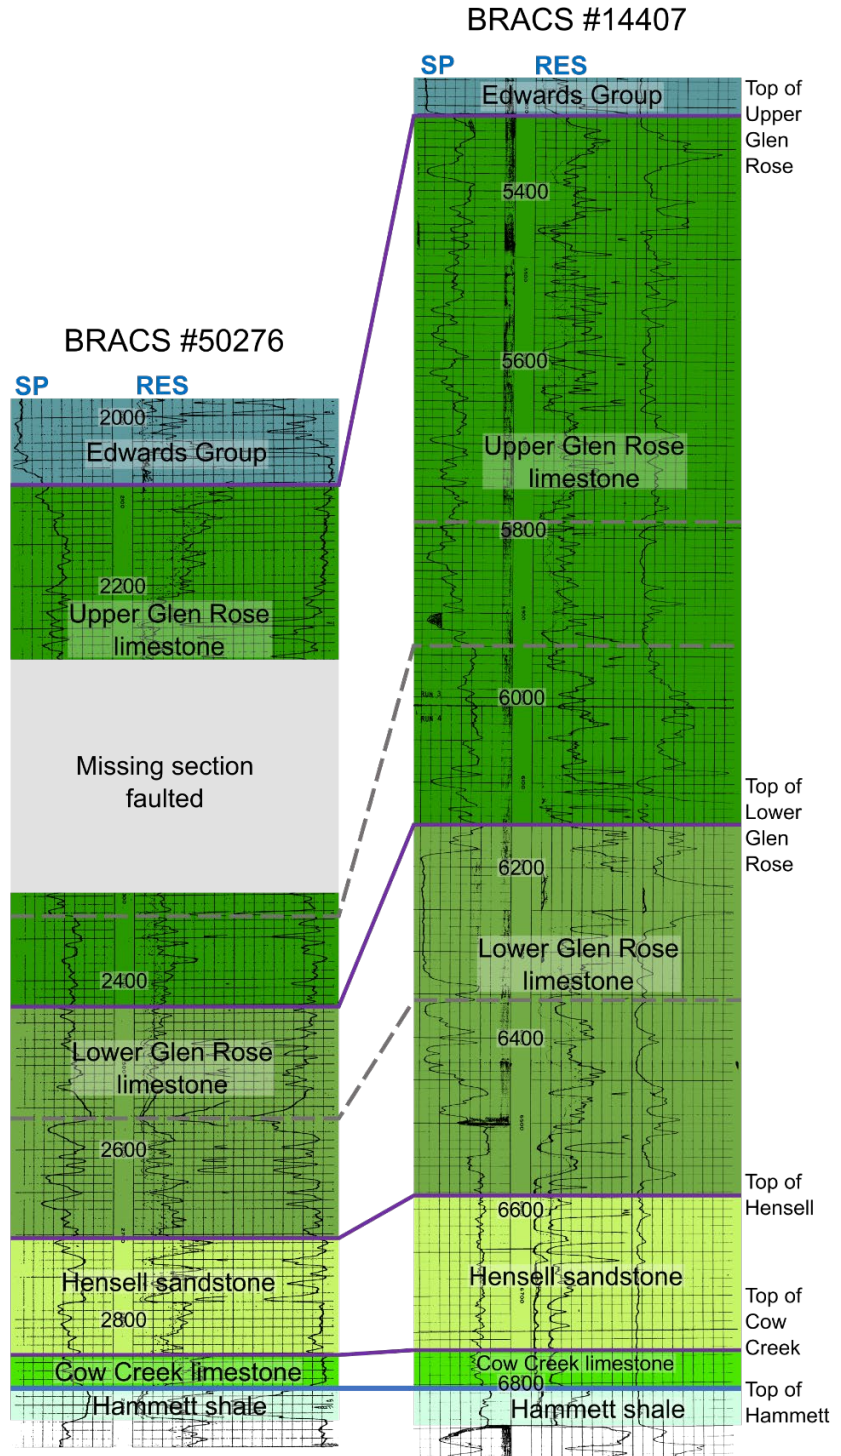 BRACS #14407
SP
RES
Edwards Group
Top of
Upper
Glen
Rose
5400
5600
Upper Glen Rose
limestone
5800
6000
RUN 3
RUN 4
Top of
Lower
Glen
Rose
6200
Lower Glen Rose
limestone
6400
Top of
Hensell
6600
Hensell sandstone
Top of
Cow
Creek
Cow Creek limestone
6800
Top of
Hammett
Hammett shale
BRACS #50276
SP
RES
2000
Edwards Group
2200
Upper Glen Rose
limestone
Missing section
faulted
2400
Lower Glen Rose
limestone
2600
Hensell sandstone
2800
Cow Creek limestone
Hammett shale